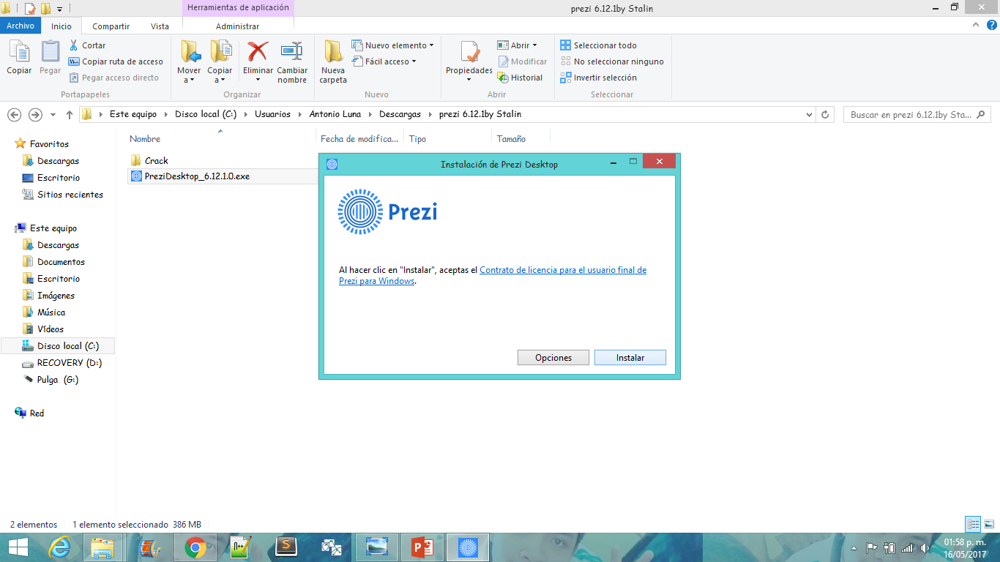 Herramientas de aplicación
prezi 6.12.1by Stalin
Archivo
Inicio
Compartir
Vista
Administrar
Copiar
Pegar
Cortar
Copiar ruta de acceso
Pegar acceso directo
Portapapeles
Mover a
Copiar a
Eliminar
Cambiar nombre
Organizar
Nueva carpeta
Nuevo elemento
Fácil acceso
Nuevo
Propiedades
Abrir
Modificar
Historial
Abrir
Seleccionar todo
No seleccionar ninguno
Invertir selección
Seleccionar
Este equipo
Disco local (C:)
Usuarios
Antonio Luna
Descargas
prezi 6.12.1by Stalin
Buscar en prezi 6.12.1by Sta...
Nombre
Fecha de modifica...
Tipo
Tamaño
Favoritos
Descargas
Escritorio
Sitios recientes
Este equipo
Descargas
Documentos
Escritorio
Imágenes
Música
Vídeos
Disco local (C:)
RECOVERY (D:)
Pulga (G:)
Red
Crack
PreziDesktop_6.12.1.0.exe
Instalación de Prezi Desktop
Prezi
Al hacer clic en "Instalar", aceptas el Contrato de licencia para el usuario final de
Prezi para Windows.
Opciones
Instalar
2 elementos
1 elemento seleccionado 386 MB
01:58 p. m.
16/05/2017